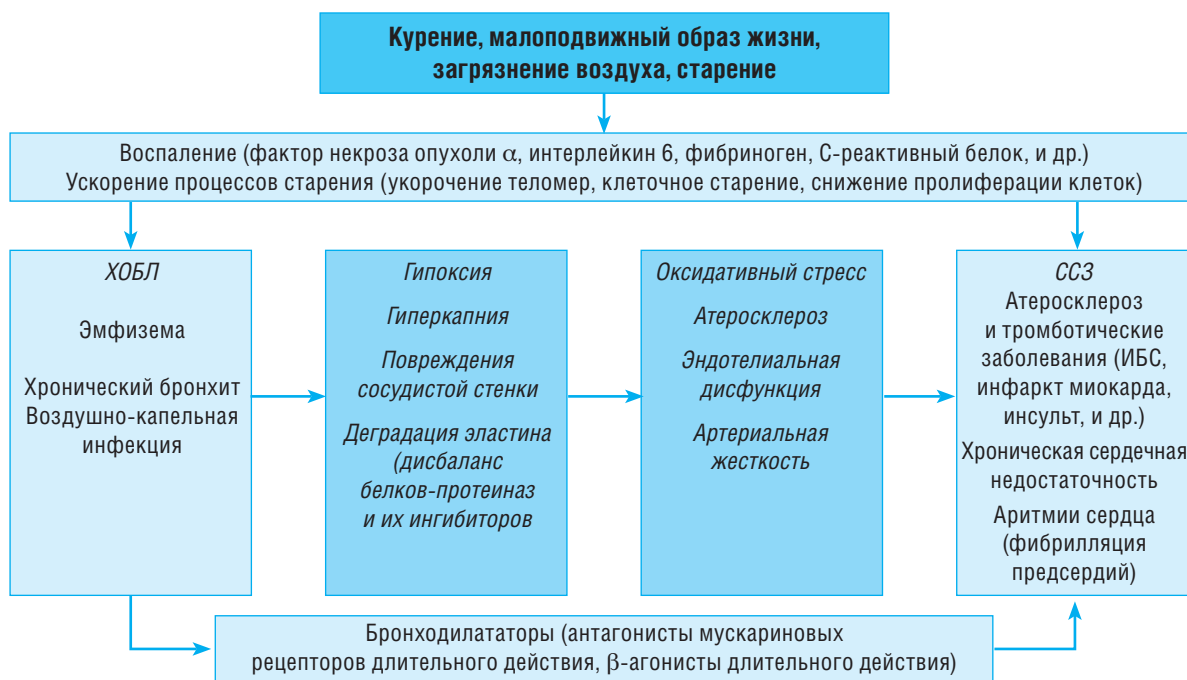 Курение, малоподвижный образ жизни,
загрязнение воздуха, старение
Воспаление (фактор некроза опухоли α, интерлейкин 6, фибриноген, С-реактивный белок, и др.)
Ускорение процессов старения (укорочение теломер, клеточное старение, снижение пролиферации клеток)
ХОБЛ
Эмфизема
Хронический бронхит
Воздушно-капельная
инфекция
Гипоксия
Гиперкапния
Повреждения
сосудистой стенки
Деградация эластина
(дисбаланс
белков-протеиназ
и их ингибиторов
Оксидативный стресс
Атеросклероз
Эндотелиальная
дисфункция
Артериальная
жесткость
ССЗ
Атеросклероз
и тромботические
заболевания (ИБС,
инфаркт миокарда,
инсульт, и др.)
Хроническая сердечная
недостаточность
Аритмии сердца
(фибрилляция
предсердий)
Бронходилататоры (антагонисты мускариновых
рецепторов длительного действия, β-агонисты длительного действия)